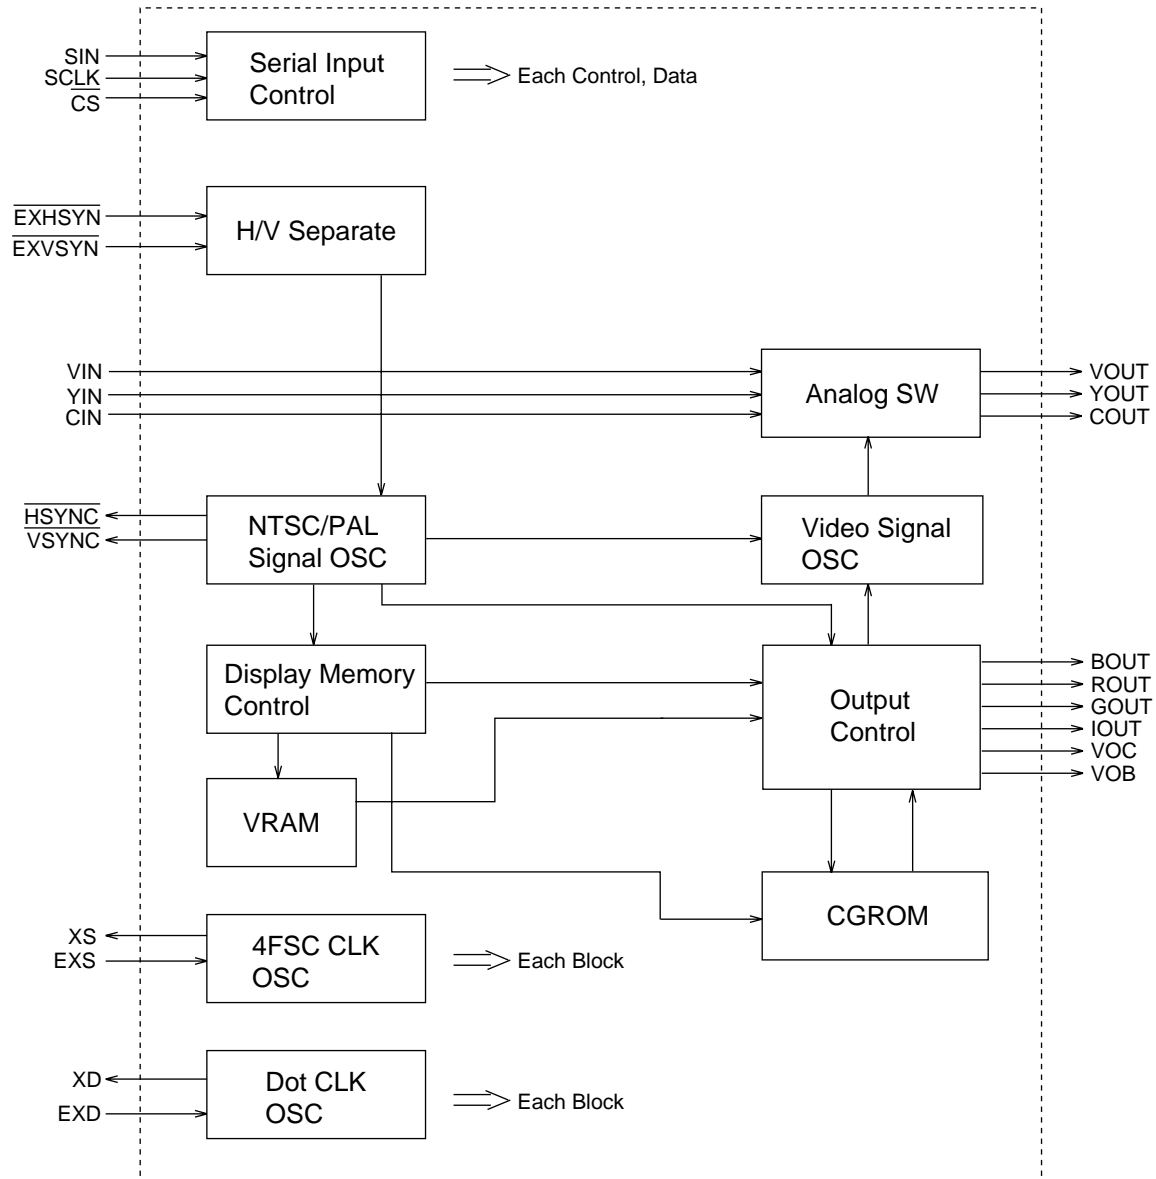 SIN
SCLK
CS
Serial Input
Control
Each Control, Data
EXHSYN
EXVSYN
H/V Separate
VIN
YIN
CIN
Analog SW
VOUT
YOUT
COUT
HSYNC
VSYNC
NTSC/PAL
Signal OSC
Video Signal
OSC
Display Memory
Control
Output
Control
BOUT
ROUT
GOUT
IOUT
VOC
VOB
VRAM
CGROM
XS
EXS
4FSC CLK
OSC
Each Block
XD
EXD
Dot CLK
OSC
Each Block